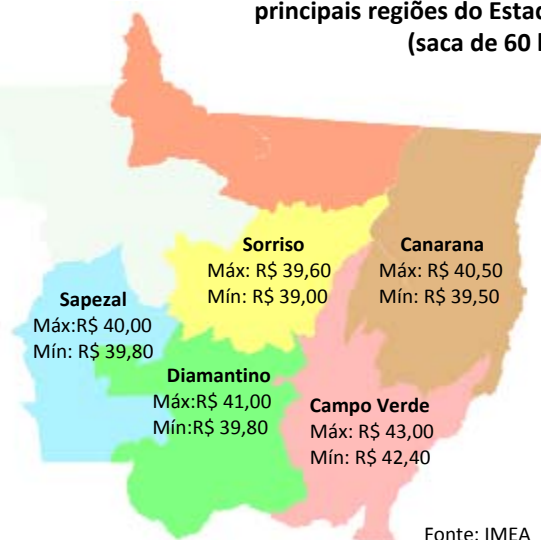 principais regiões do
(saca de 60
Sorriso
Máx: R$ 39,60
Mín: R$ 39,00
Canarana
Máx: R$ 40,50
Mín: R$ 39,50
Sapezal
Máx:R$ 40,00
Mín: R$ 39,80
Diamantino
Máx:R$ 41,00
Mín:R$ 39,80
Campo Verde
Máx: R$ 43,00
Mín: R$ 42,40
Fonte: IMEA